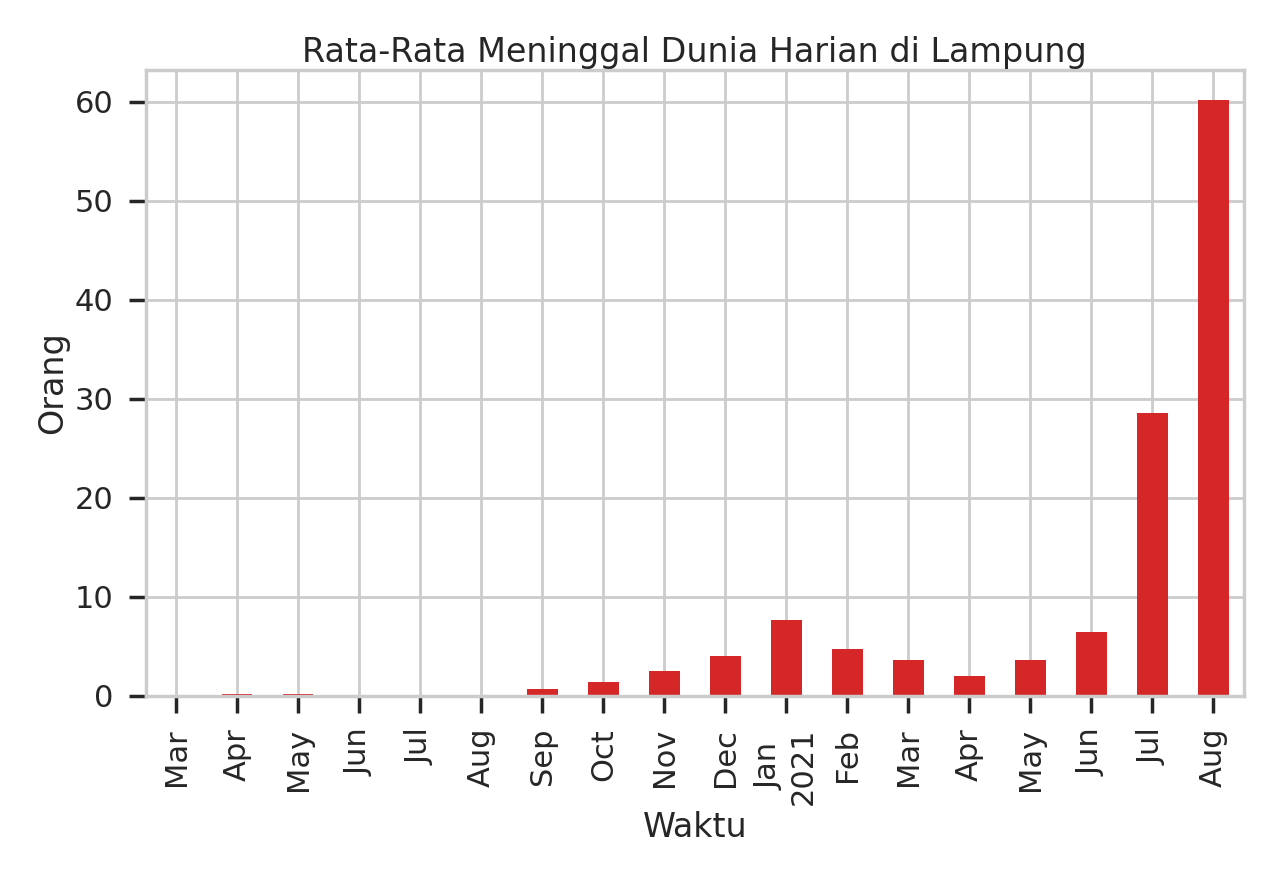 Rata-Rata Meninggal Dunia Harian di Lampung
60
50
40
30
20
10
0
Orang
Mar
Apr
May
Jun
Jul
Aug
Sep
Oct
Nov
Dec
Jan
2021
Feb
Mar
Apr
May
Jun
Jul
Aug
Waktu